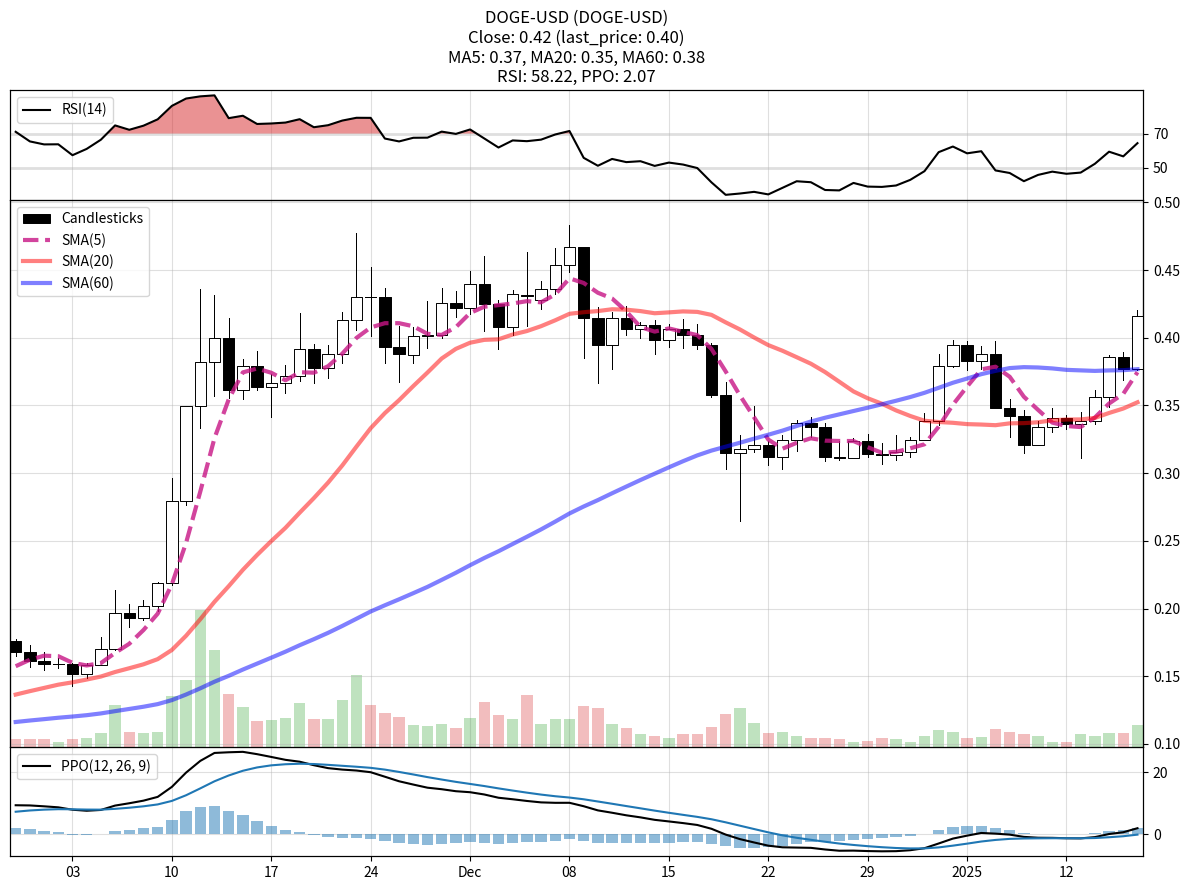 DOGE-USD (DOGE-USD)
Close: 0.42 (last_price: 0.40)
MA5: 0.37, MA20: 0.35, MA60: 0.38
RSI: 58.22, PPO: 2.07
RSI(14)
70
50
0.50
Candlesticks
SMA(5)
SMA(20)
SMA(60)
0.45
0.40
0.35
0.30
0.25
0.20
0.15
0.10
PPO(12, 26, 9)
20
0
03 10 17 24 Dec 08 15 22 29 2025 12